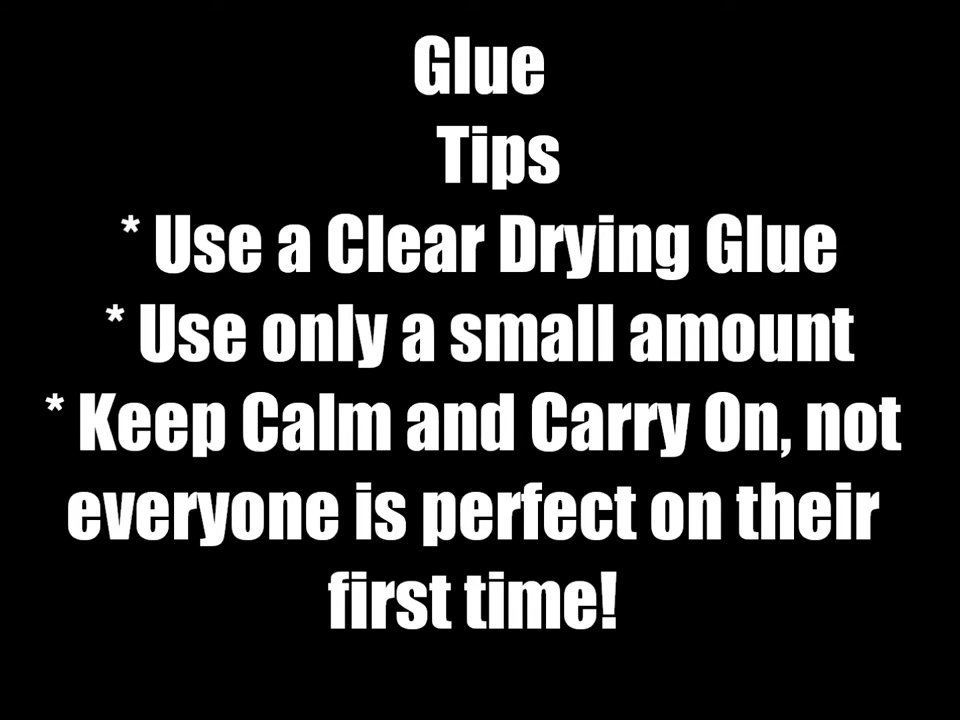 Glue
Tips
* Use a Clear Drying Glue
* Use only a small amount
* Keep Calm and Carry On, not
everyone is perfect on their
first time!